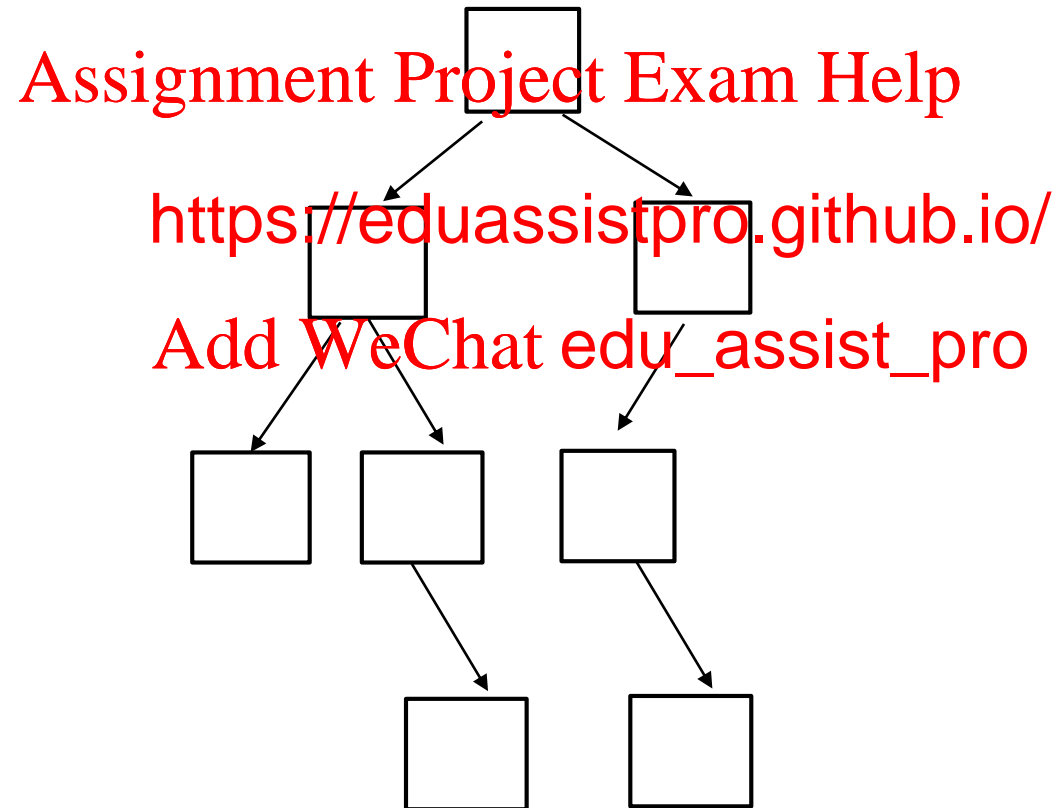 Assignment Project Exam Help
https://eduassistpro.github.io/
Add WeChat edu_assist_pro